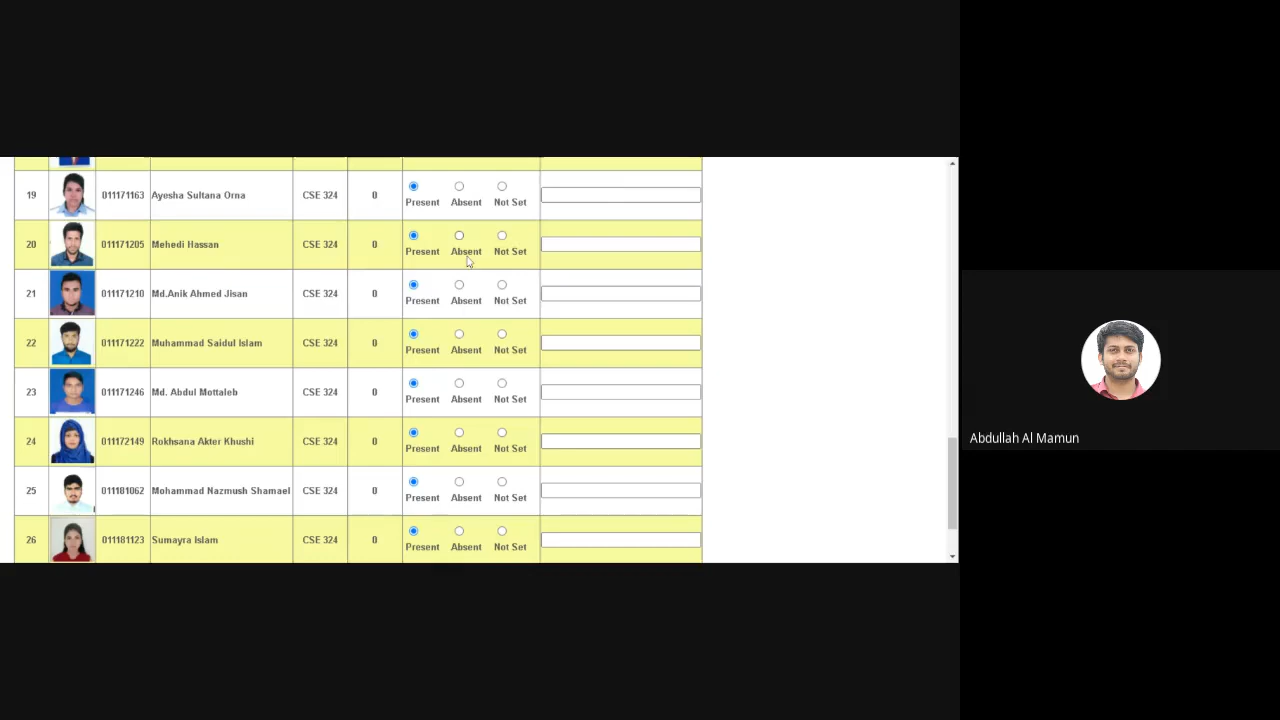 19 011171163 Ayesha Sultana Orna CSE 324 0 Present Absent Not Set
20 011171205 Mehedi Hassan CSE 324 0 Present Absent Not Set
21 011171210 Md.Anik Ahmed Jisan CSE 324 0 Present Absent Not Set
22 011171222 Muhammad Saidul Islam CSE 324 0 Present Absent Not Set
23 011171246 Md. Abdul Mottaleb CSE 324 0 Present Absent Not Set
24 011172149 Rokhsana Akter Khushi CSE 324 0 Present Absent Not Set
25 011181062 Mohammad Nazmush Shamael CSE 324 0 Present Absent Not Set
26 011181123 Sumayra Islam CSE 324 0 Present Absent Not Set
Abdullah Al Mamun